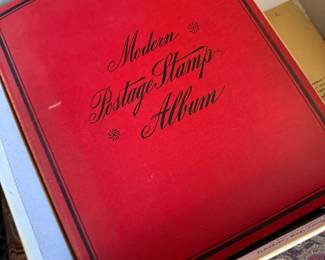 Modern
Postage Stamp
Album